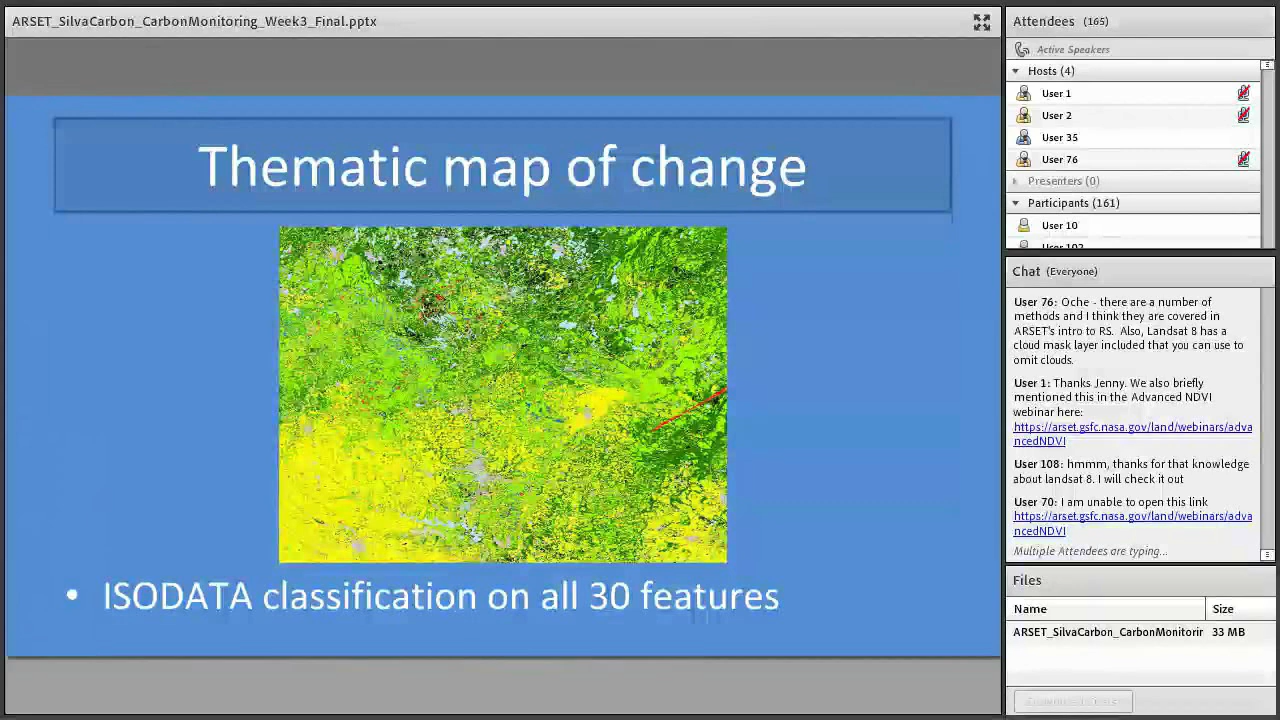 ARSET_SilvaCarbon_CarbonMonitoring_Week3_Final.pptx
Thematic map of change
• ISODATA classification on all 30 features
Attendees (165)
Active Speakers
Hosts (4)
User 1
User 2
User 35
User 76
Presenters (0)
Participants (161)
User 10
Chat (Everyone)
User 76: Oche - there are a number of
methods and I think they are covered in
ARSET's intro to RS. Also, Landsat 8 has a
cloud mask layer included that you can use to
omit clouds.
User 1: Thanks Jenny. We also briefly
mentioned this in the Advanced NDVI
webinar here:
https://arset.gsfc.nasa.gov/land/webinars/adva
ncedNDVI
User 108: hmmm, thanks for that knowledge
about landsat 8. I will check it out
User 70: I am unable to open this link
https://arset.gsfc.nasa.gov/land/webinars/adva
ncedNDVI
Multiple Attendees are typing...
Files
Name Size
ARSET_SilvaCarbon_CarbonMonitorir 33 MB